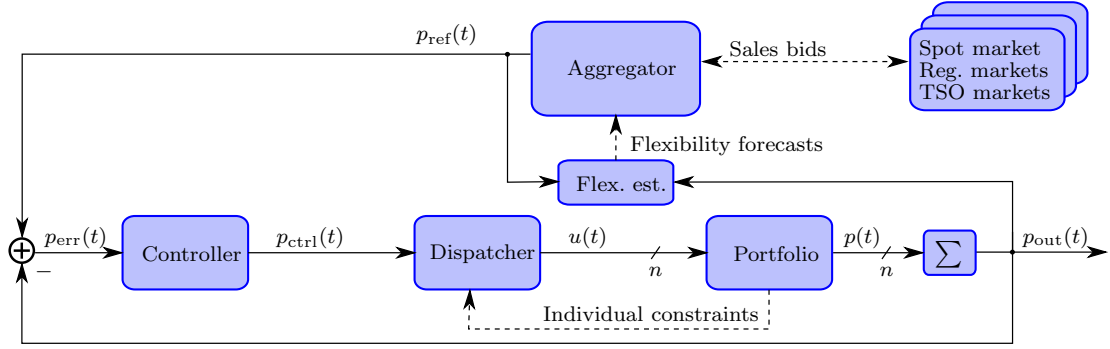 p_ref(t)
Aggregator
Sales bids
Spot market
Reg. markets
TSO markets
Flexibility forecasts
Flex. est.
p_err(t)
−
Controller
p_ctrl(t)
Dispatcher
u(t)
n
Portfolio
p(t)
n
∑
p_out(t)
Individual constraints